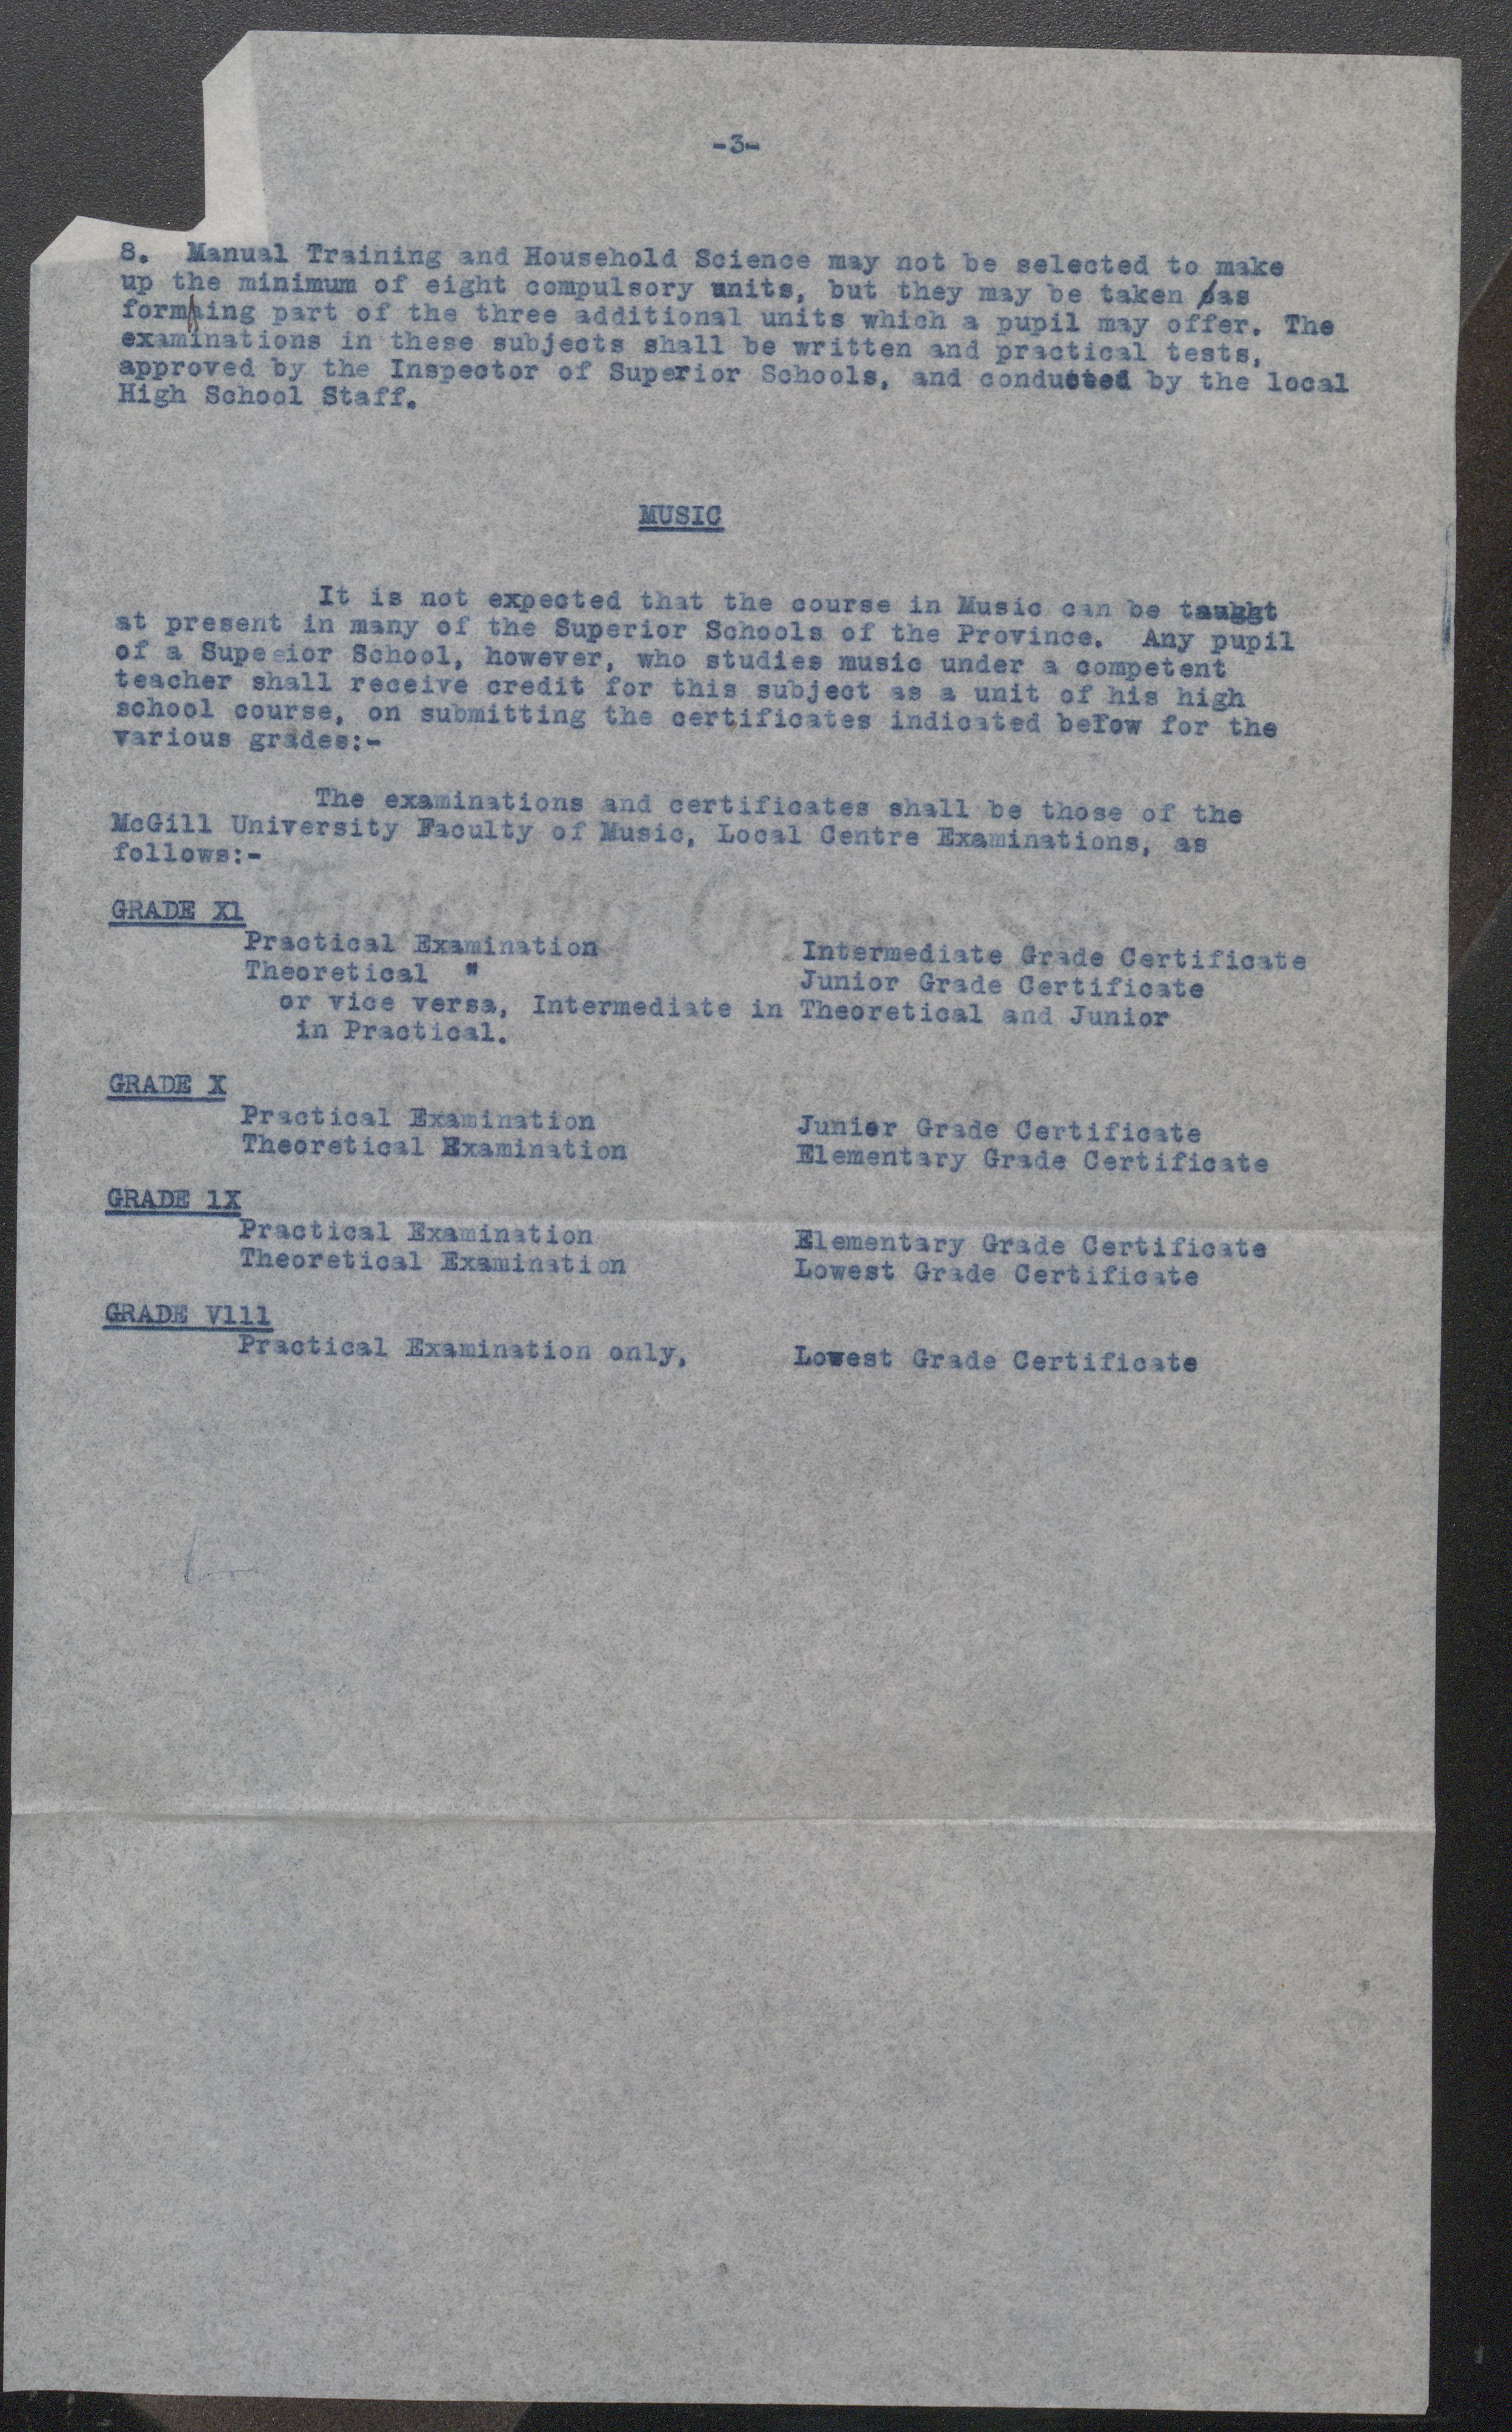 -3-
8. Manual Training and Household Science may not be selected to make
up the minimum of eight compulsory units, but they may be taken as
forming part of the three additional units which a pupil may offer. The
examinations in these subjects shall be written and practical tests,
approved by the Inspector of Superior Schools, and conducted by the local
High School Staff.
MUSIC
It is not expected that the course in Music can be taught
at present in many of the Superior Schools of the Province. Any pupil
of a Supeeior School, however, who studies music under a competent
teacher shall receive credit for this subject as a unit of his high
school course, on submitting the certificates indicated below for the
various grades:-
The examinations and certificates shall be those of the
McGill University Faculty of Music, Local Centre Examinations, as
follows:-
GRADE X1
Practical Examination Intermediate Grade Certificate
Theoretical " Junior Grade Certificate
or vice versa, Intermediate in Theoretical and Junior
in Practical.
GRADE X
Practical Examination Junior Grade Certificate
Theoretical Examination Elementary Grade Certificate
GRADE 1X
Practical Examination Elementary Grade Certificate
Theoretical Examination Lowest Grade Certificate
GRADE V111
Practical Examination only, Lowest Grade Certificate